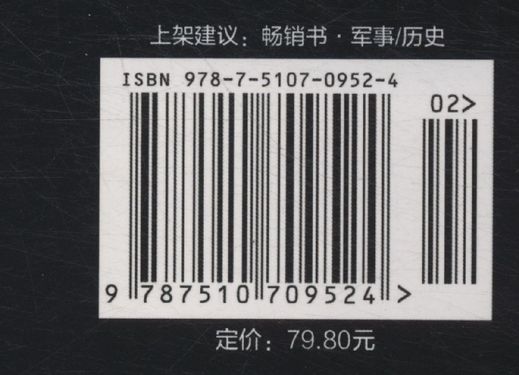 上架建议：畅销书·军事/历史
ISBN 978-7-5107-0952-4
02>
9 787510 709524 >
定价：79.80元